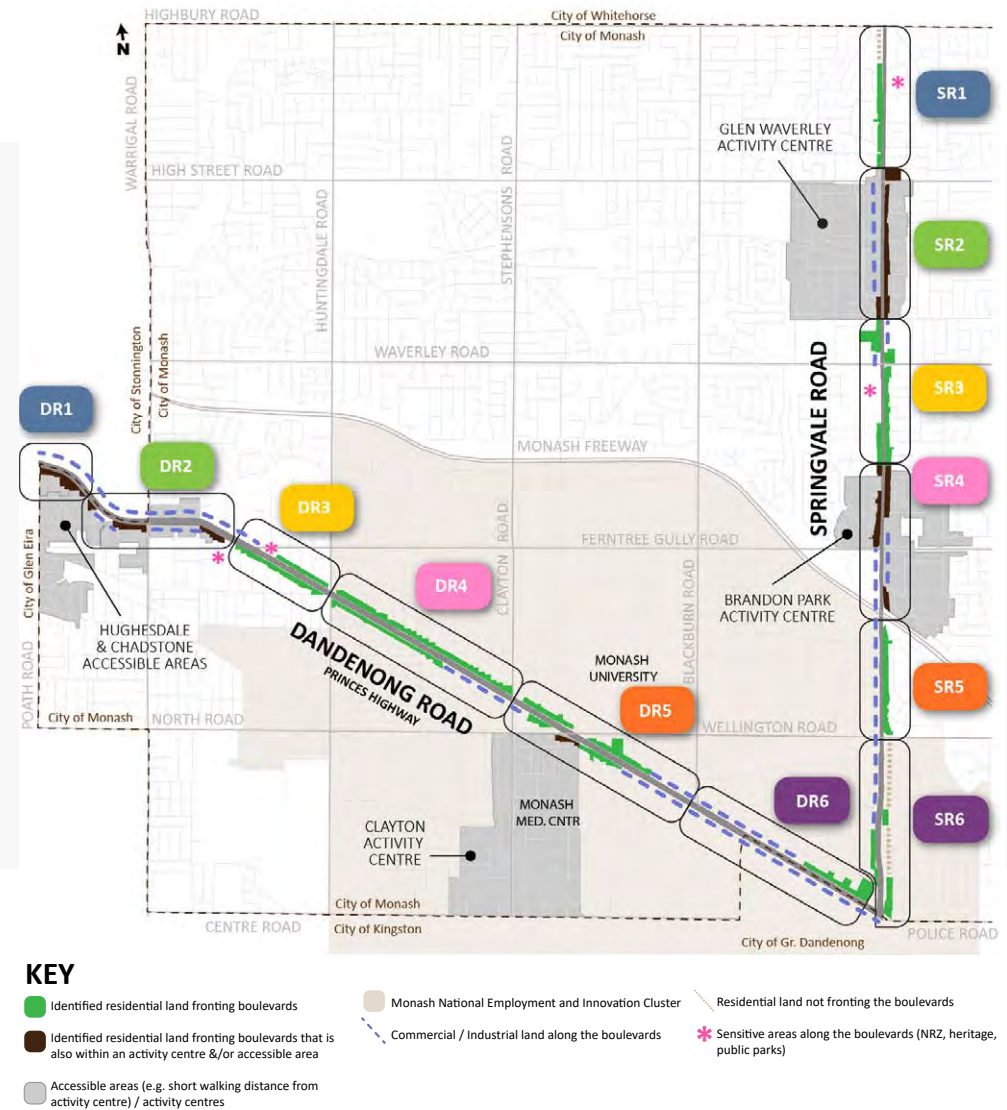 HIGHBURY ROAD
City of Whitehorse
City of Monash
N
WARRIGAL ROAD
SR1
GLEN WAVERLEY
ACTIVITY CENTRE
STEPHENSONS ROAD
HIGH STREET ROAD
HUNTINGDALE ROAD
SR2
City of Stonnington
City of Monash
WAVERLEY ROAD
SPRINGVALE ROAD
SR3
DR1
MONASH FREEWAY
DR2
SR4
DR3
CLAYTON ROAD
FERNTREE GULLY ROAD
City of Glen Eira
DR4
BLACKBURN ROAD
BRANDON PARK
ACTIVITY CENTRE
HUGHESDALE
& CHADSTONE
ACCESSIBLE AREAS
DANDENONG ROAD
PRINCES HIGHWAY
MONASH
UNIVERSITY
SR5
POATH ROAD
DR5
City of Monash
NORTH ROAD
WELLINGTON ROAD
DR6
SR6
MONASH
MED. CNTR
CLAYTON
ACTIVITY
CENTRE
City of Monash
CENTRE ROAD
City of Kingston
City of Gr. Dandenong
POLICE ROAD
KEY
Identified residential land fronting boulevards
Identified residential land fronting boulevards that is
also within an activity centre &/or accessible area
Accessible areas (e.g. short walking distance from
activity centre) / activity centres
Monash National Employment and Innovation Cluster
Commercial / Industrial land along the boulevards
Residential land not fronting the boulevards
Sensitive areas along the boulevards (NRZ, heritage,
public parks)